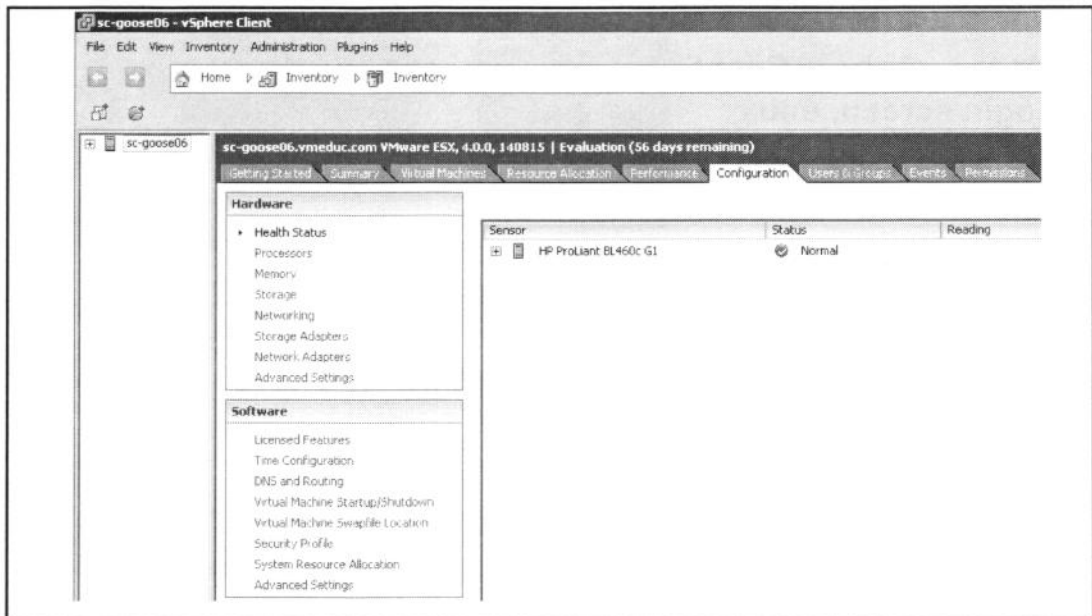 sc-goose06 - vSphere Client
File Edit View Inventory Administration Plug-ins Help
Home Inventory Inventory
sc-goose06
sc-goose06.vmeduc.com VMware ESX, 4.0.0, 140815 | Evaluation (56 days remaining)
Getting Started Summary Virtual Machines Resource Allocation Performance Configuration Users & Groups Events Permissions
Hardware
Health Status
Processors
Memory
Storage
Networking
Storage Adapters
Network Adapters
Advanced Settings
Sensor Status Reading
HP ProLiant BL460c G1 Normal
Software
Licensed Features
Time Configuration
DNS and Routing
Virtual Machine Startup/Shutdown
Virtual Machine Swapfile Location
Security Profile
System Resource Allocation
Advanced Settings